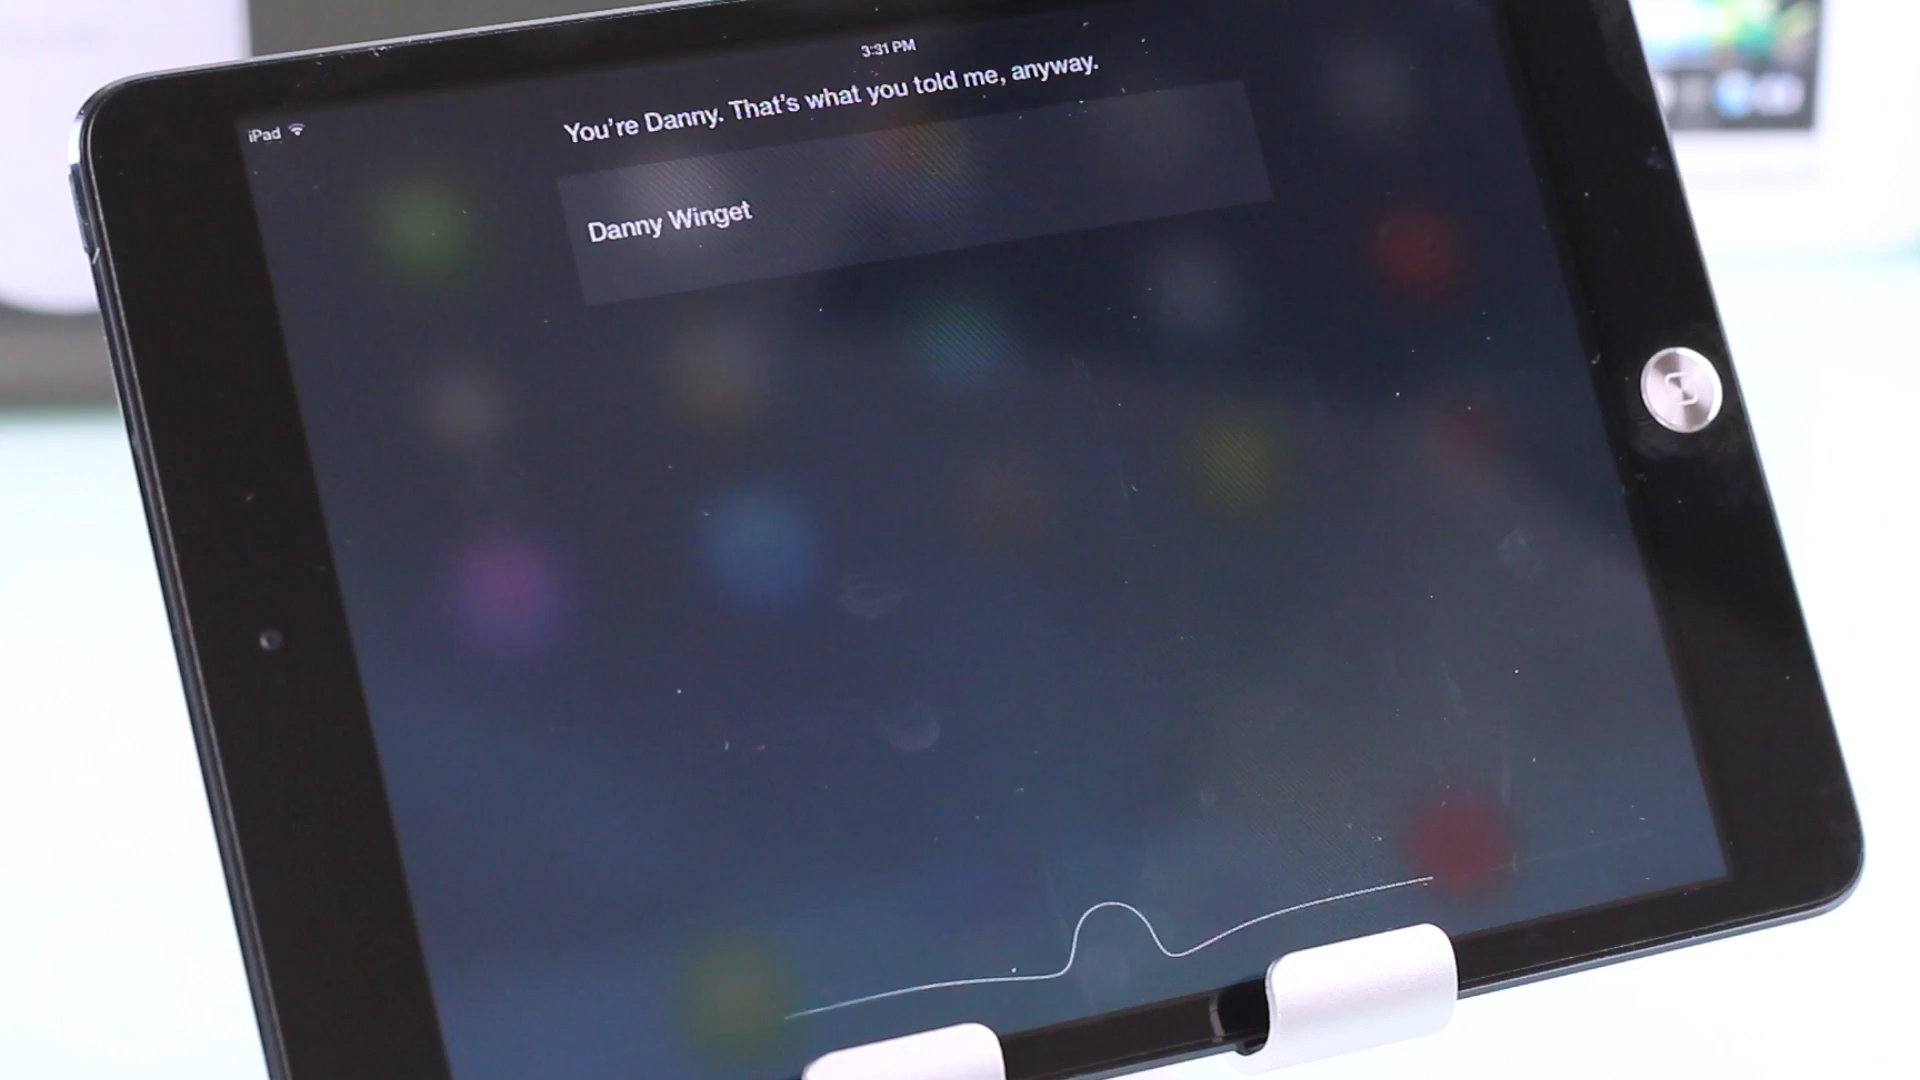 3:31 PM
iPad
You're Danny. That's what you told me, anyway.
Danny Winget